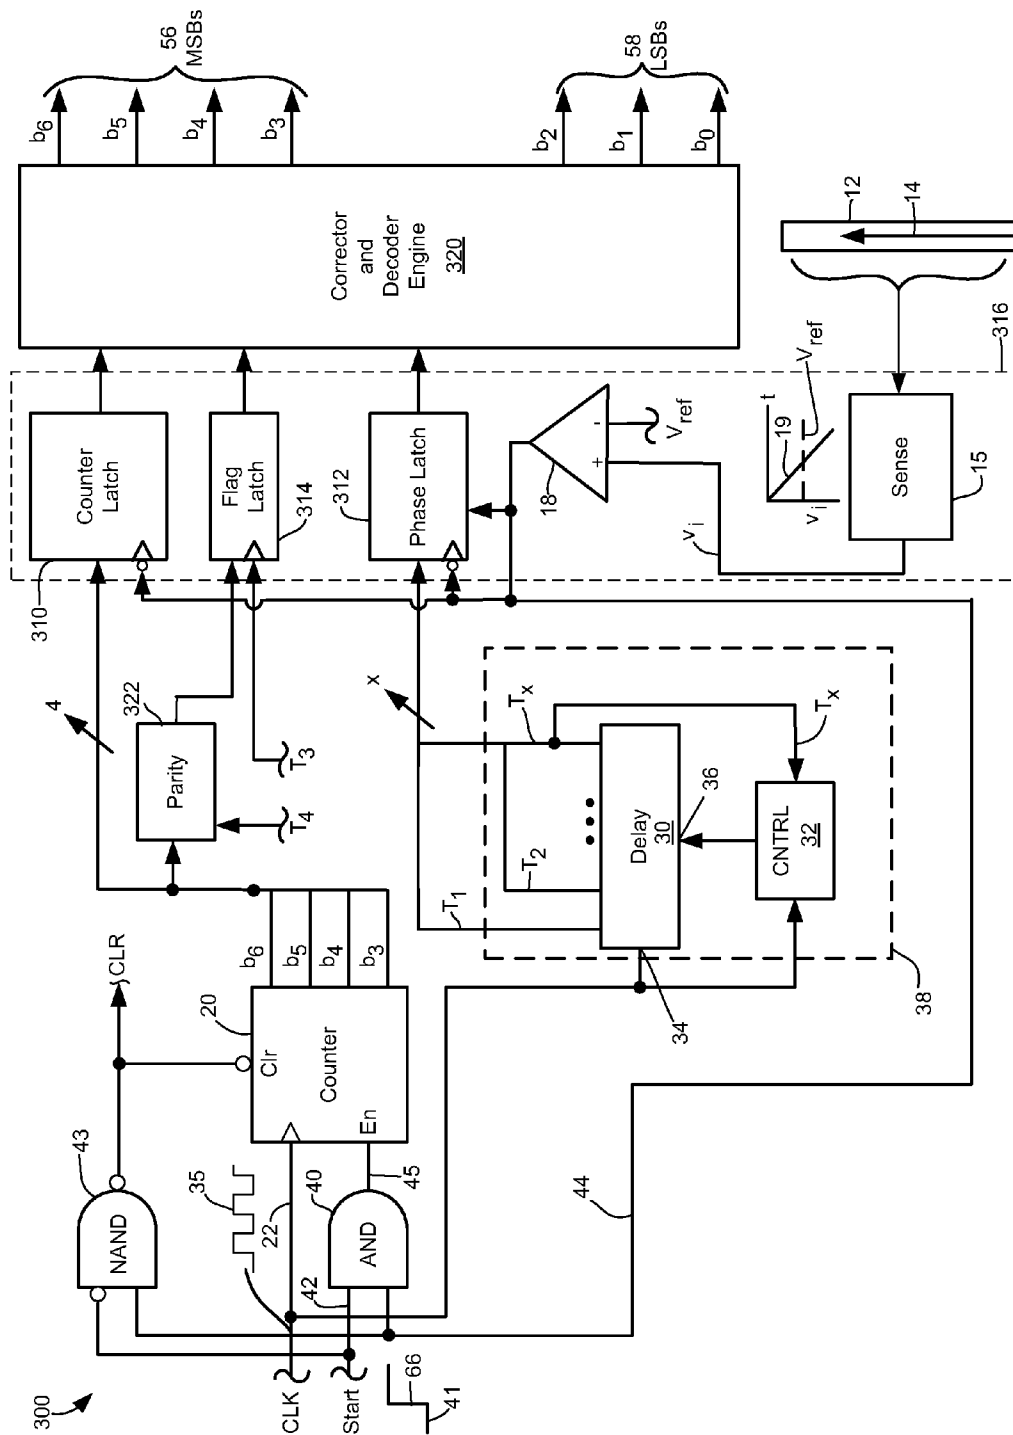 300
CLK
Start
66
41
NAND
43
35
22
42
AND
40
45
44
CLR
Clr
20
Counter
En
b6
b5
b4
b3
Parity
322
4
T4
T3
x
T1
T2
Tx
Delay
30
34
36
CNTRL
32
Tx
38
Counter
Latch
310
Flag
Latch
314
Phase Latch
312
18
+
-
Vref
vi
19
t
vi
Vref
Sense
15
316
12
14
Corrector
and
Decoder
Engine
320
b6
b5
b4
b3
56
MSBs
b2
b1
b0
58
LSBs